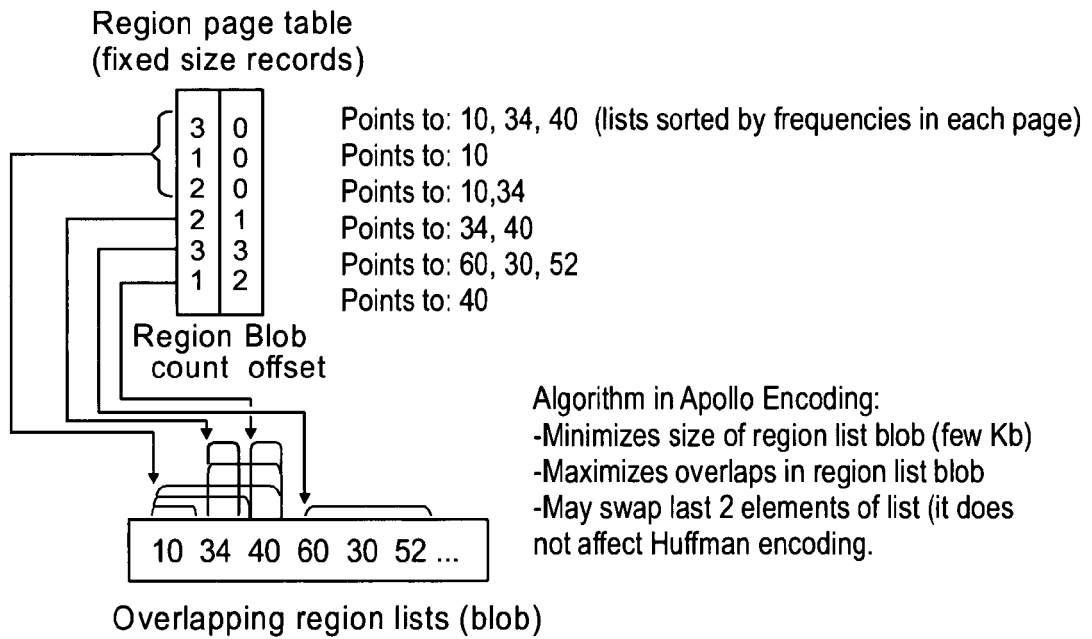 Region page table
(fixed size records)
3 0 Points to: 10, 34, 40 (lists sorted by frequencies in each page)
1 0 Points to: 10
2 0 Points to: 10,34
2 1 Points to: 34, 40
3 3 Points to: 60, 30, 52
1 2 Points to: 40
Region Blob
count offset
Algorithm in Apollo Encoding:
-Minimizes size of region list blob (few Kb)
-Maximizes overlaps in region list blob
-May swap last 2 elements of list (it does
not affect Huffman encoding.
10 34 40 60 30 52 ...
Overlapping region lists (blob)